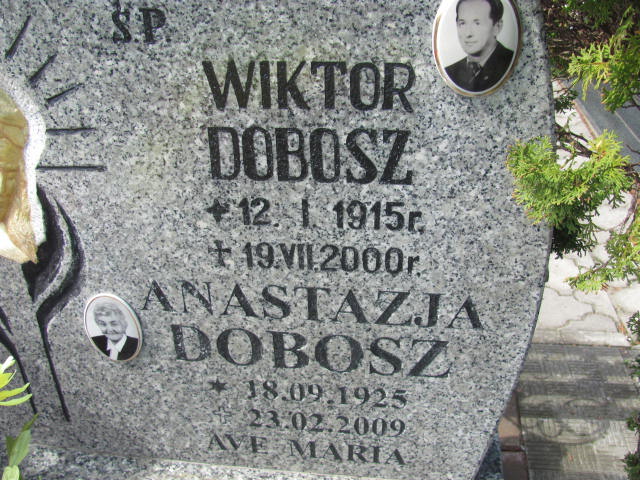 ŚP
WIKTOR
DOBOSZ
✦ 12. I. 1915r.
✝ 19.VII.2000r.
ANASTAZJA
DOBOSZ
★ 18.09.1925
✝ 23.02.2009
AVE MARIA